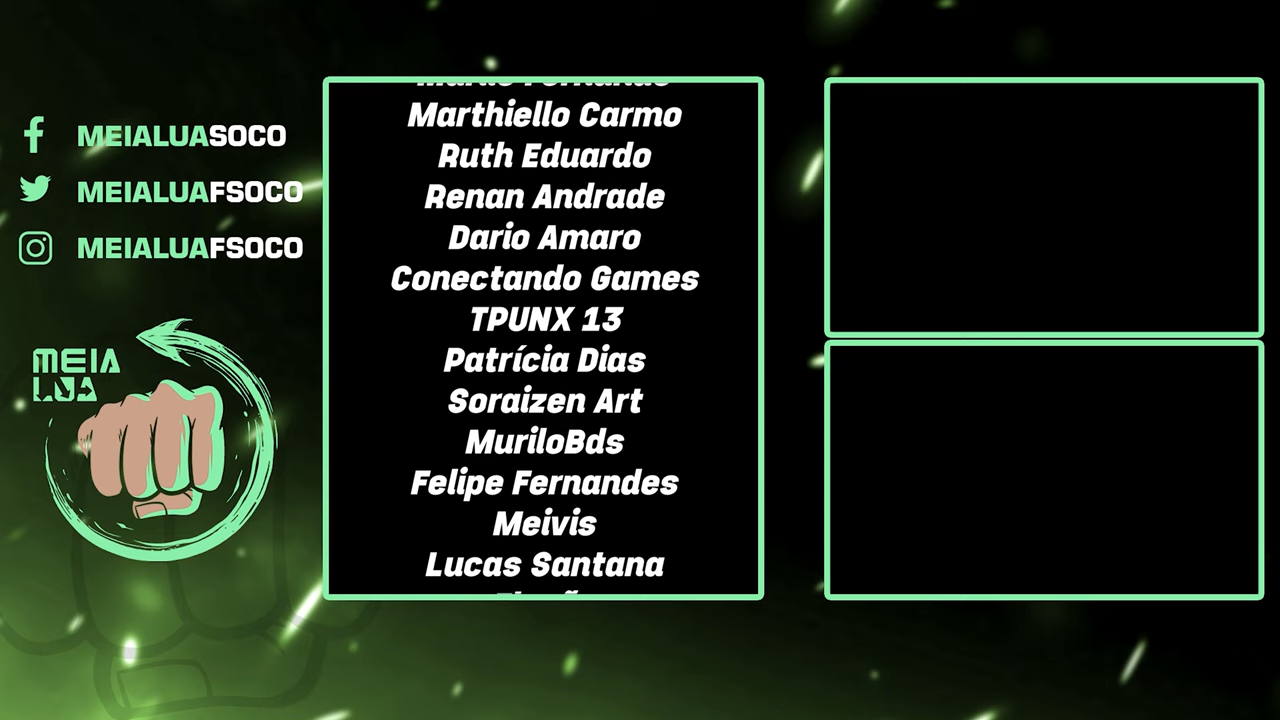 MEIALUASOCO
MEIALUAFSOCO
MEIALUAFSOCO
MEIA
LUA
Marthiello Carmo
Ruth Eduardo
Renan Andrade
Dario Amaro
Conectando Games
TPUNX 13
Patrícia Dias
Soraizen Art
MuriloBds
Felipe Fernandes
Meivis
Lucas Santana